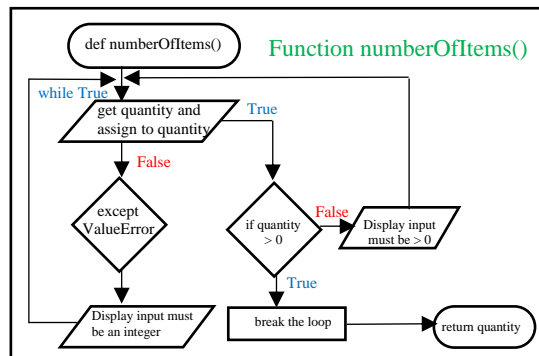 def numberOfItems()
Function numberOfItems()
while True
get quantity and
assign to quantity
True
False
except
ValueError
if quantity
> 0
False
Display input
must be > 0
True
Display input must
be an integer
break the loop
return quantity